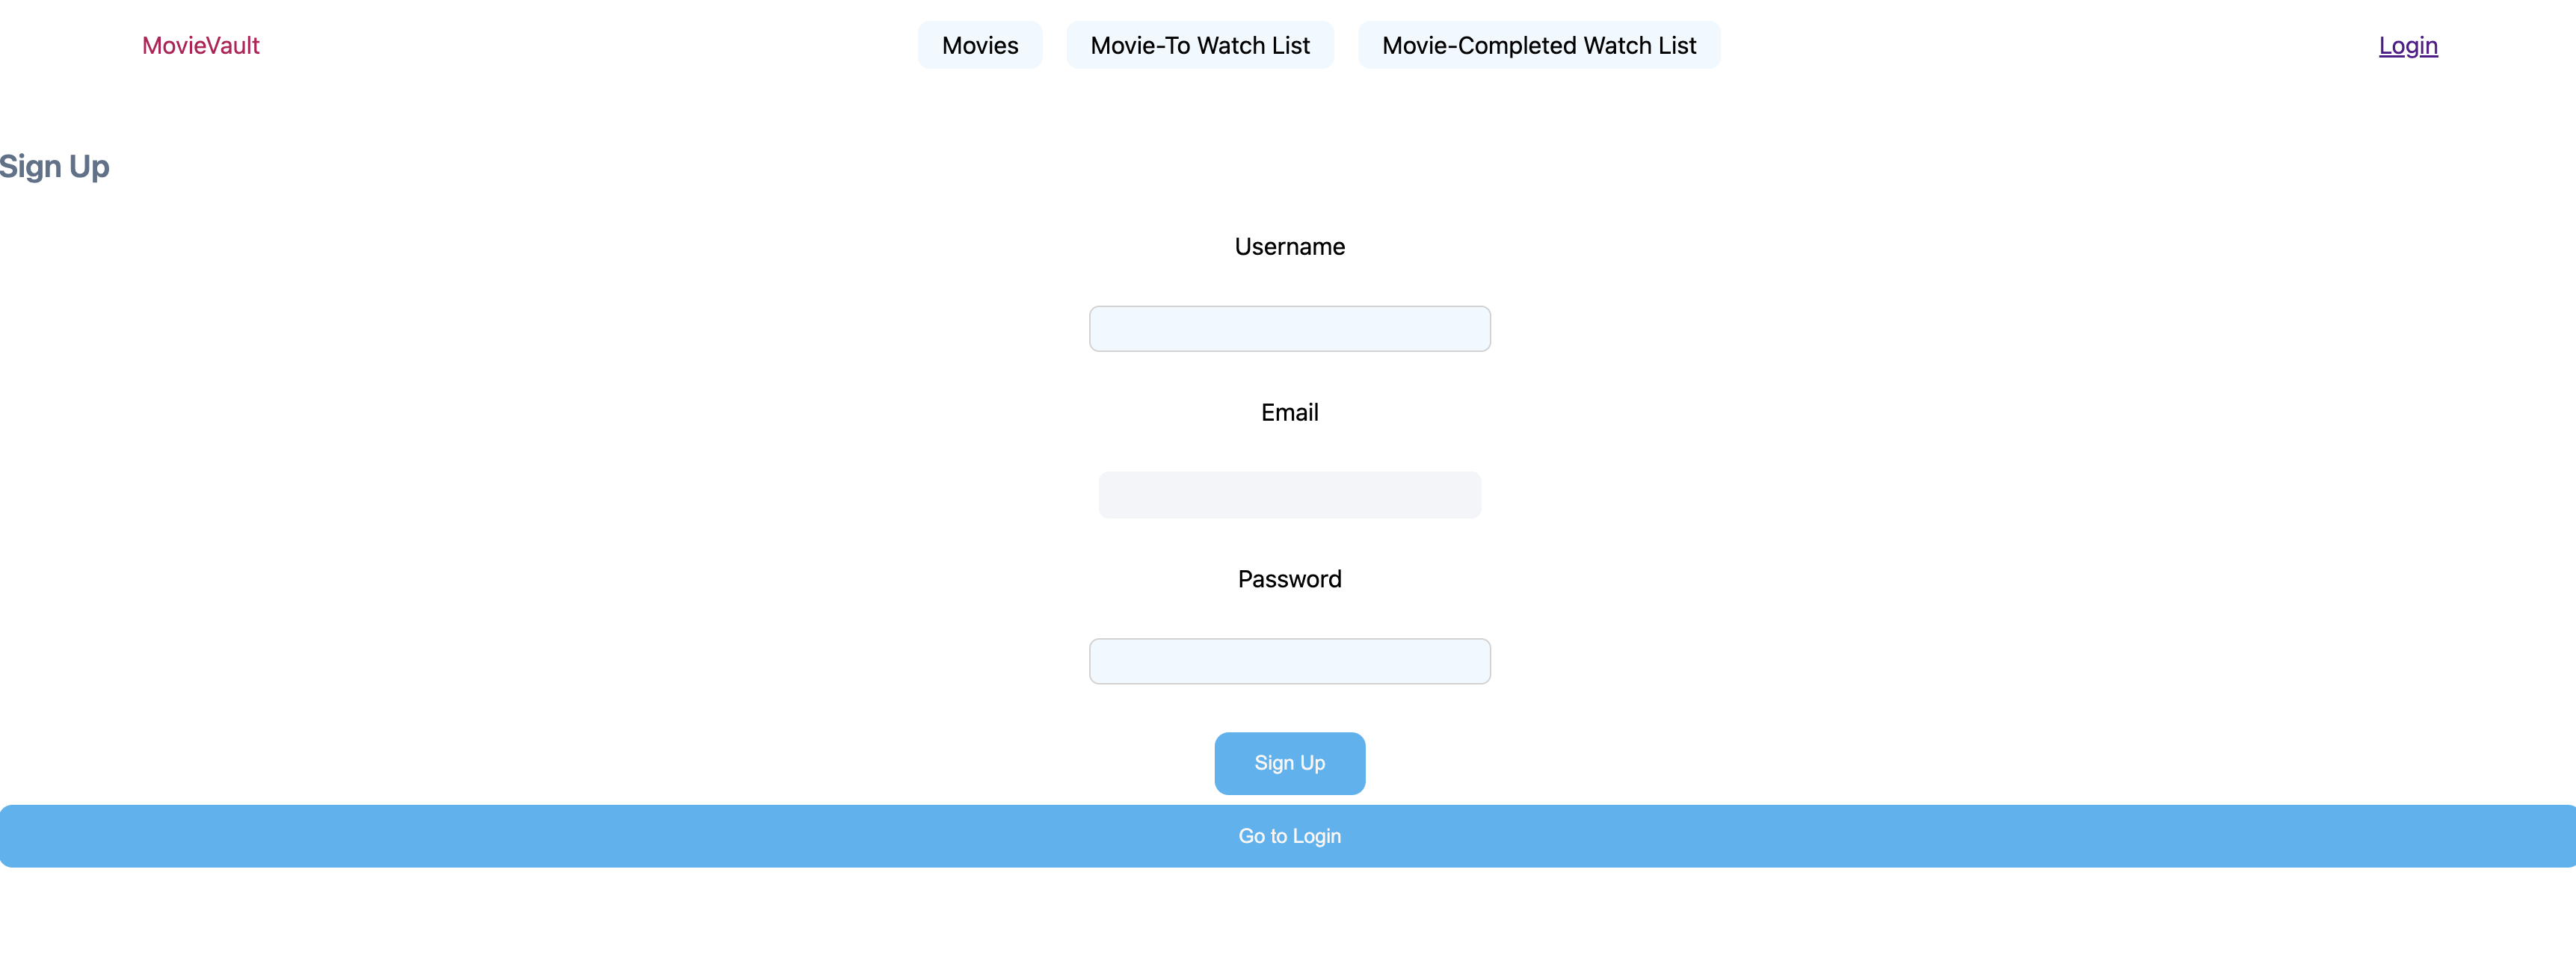 MovieVault Movies Movie-To Watch List Movie-Completed Watch List Login
Sign Up
Username
Email
Password
Sign Up
Go to Login